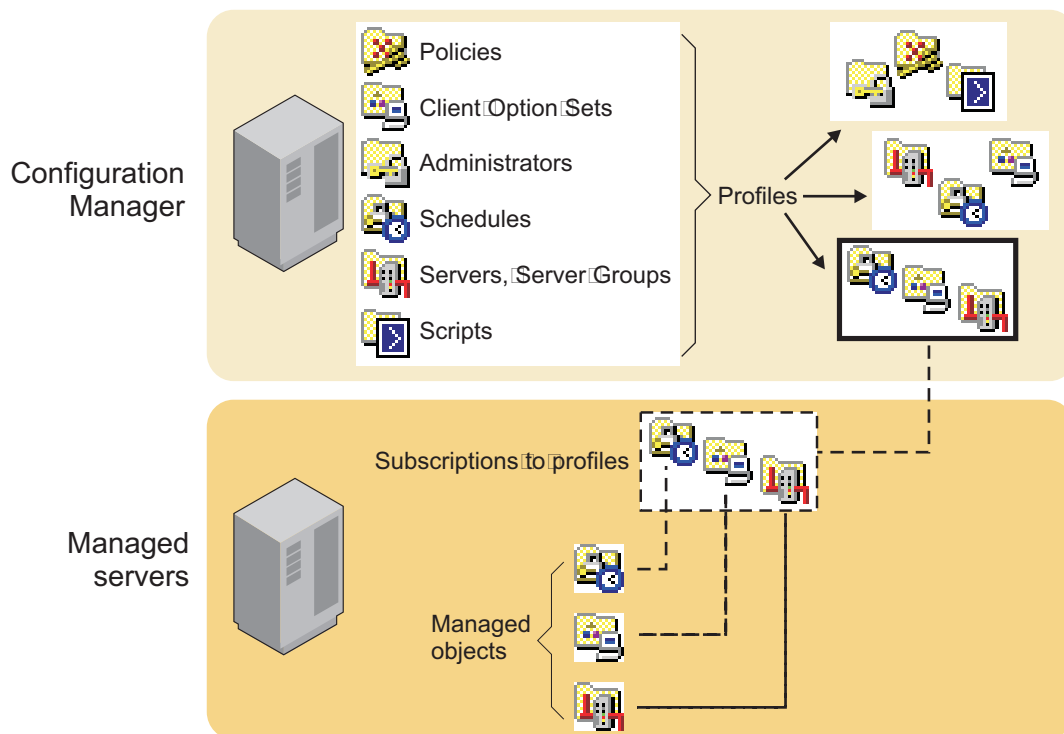 Configuration
Manager
Policies
Client Option Sets
Administrators
Schedules
Servers, Server Groups
Scripts
Profiles
Managed
servers
Subscriptions to profiles
Managed
objects